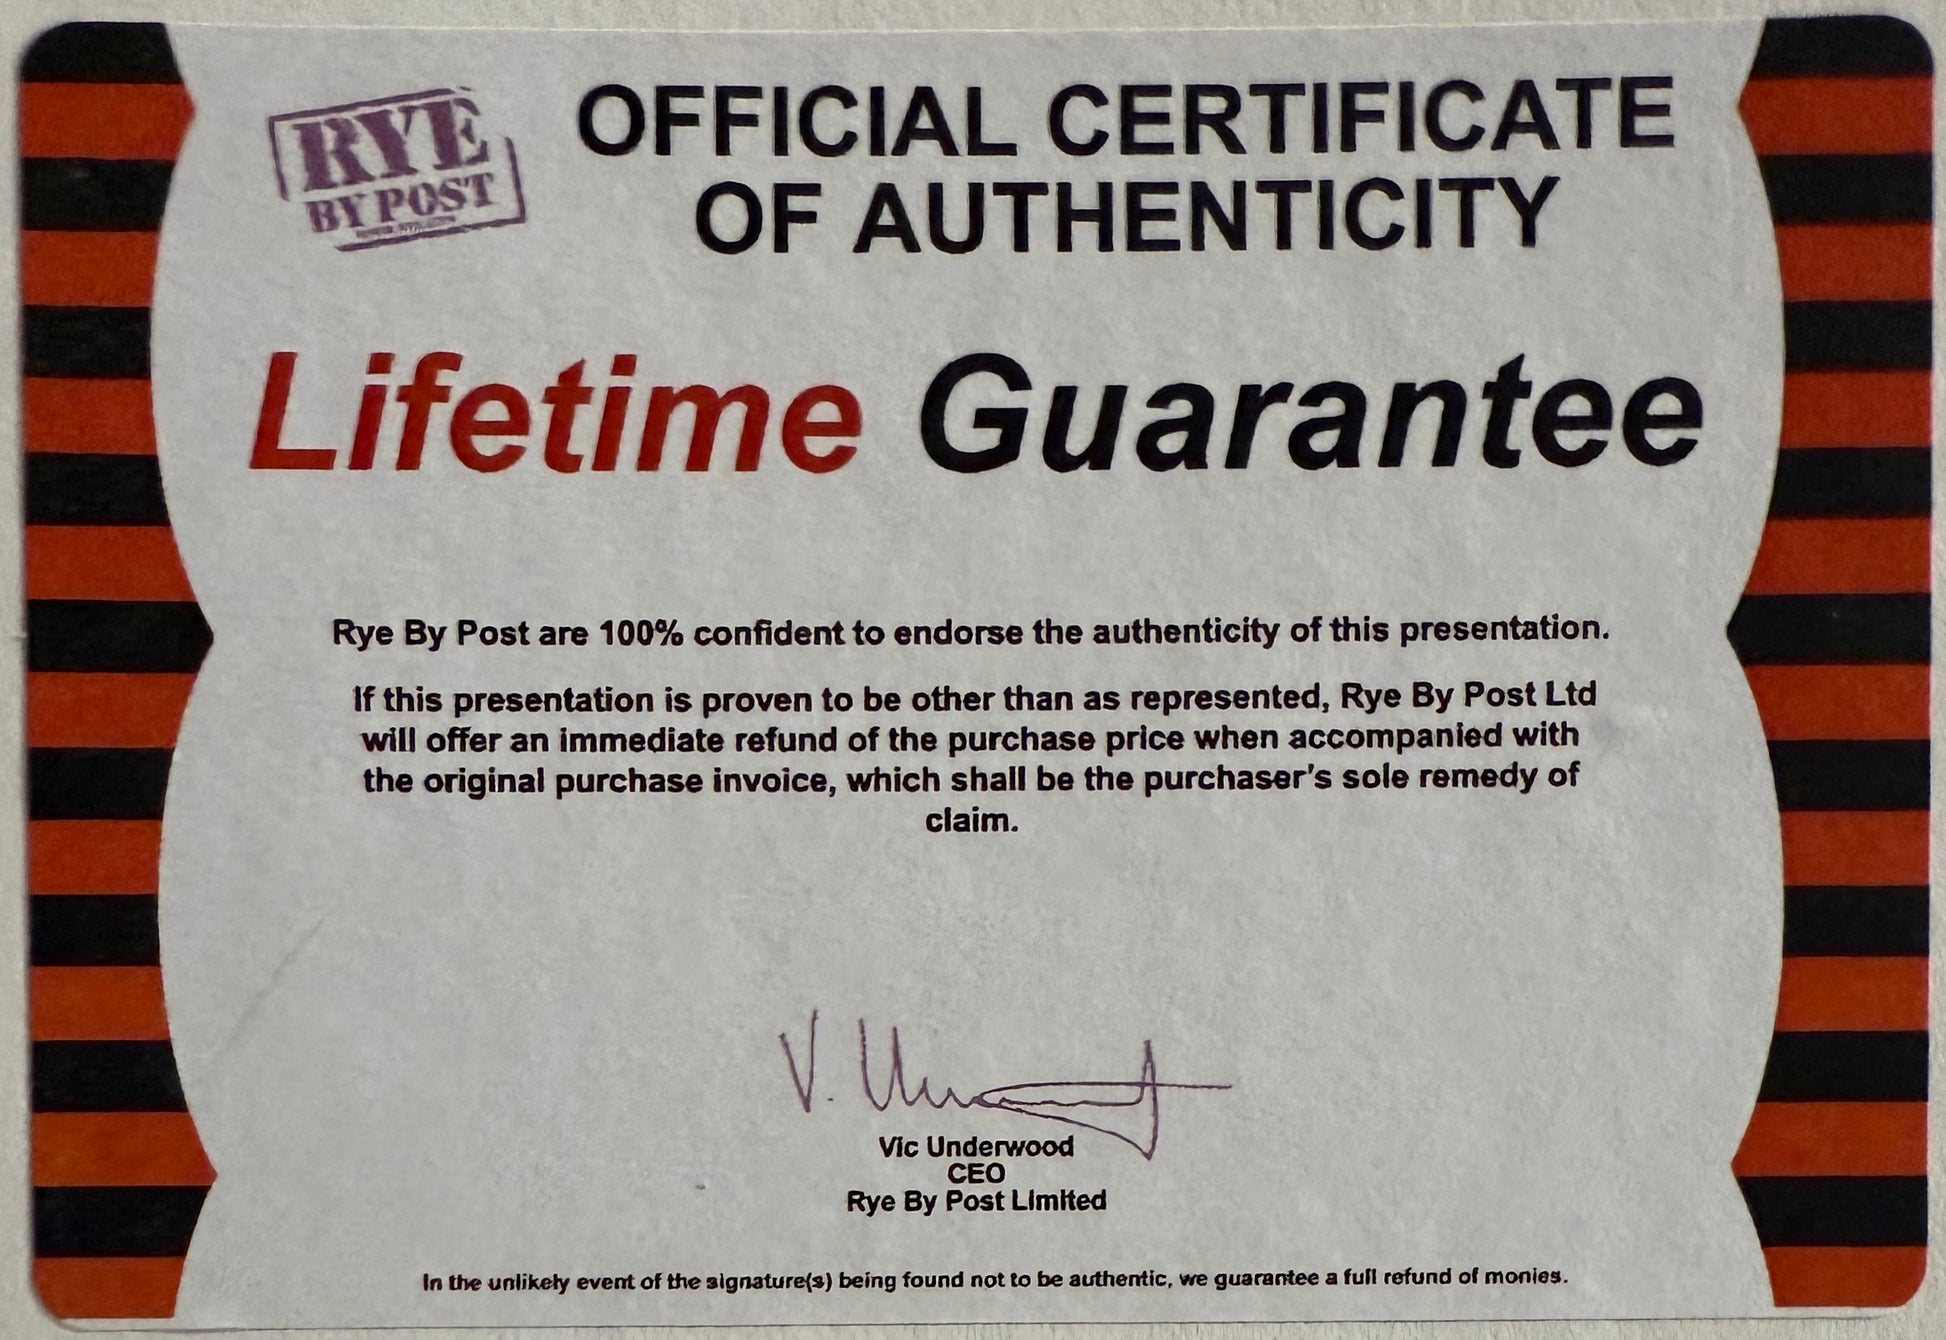 RYE
BY POST
OFFICIAL CERTIFICATE
OF AUTHENTICITY
Lifetime Guarantee
Rye By Post are 100% confident to endorse the authenticity of this presentation.
If this presentation is proven to be other than as represented, Rye By Post Ltd
will offer an immediate refund of the purchase price when accompanied with
the original purchase invoice, which shall be the purchaser's sole remedy of
claim.
V.
Vic Underwood
CEO
Rye By Post Limited
In the unlikely event of the signature(s) being found not to be authentic, we guarantee a full refund of monies.